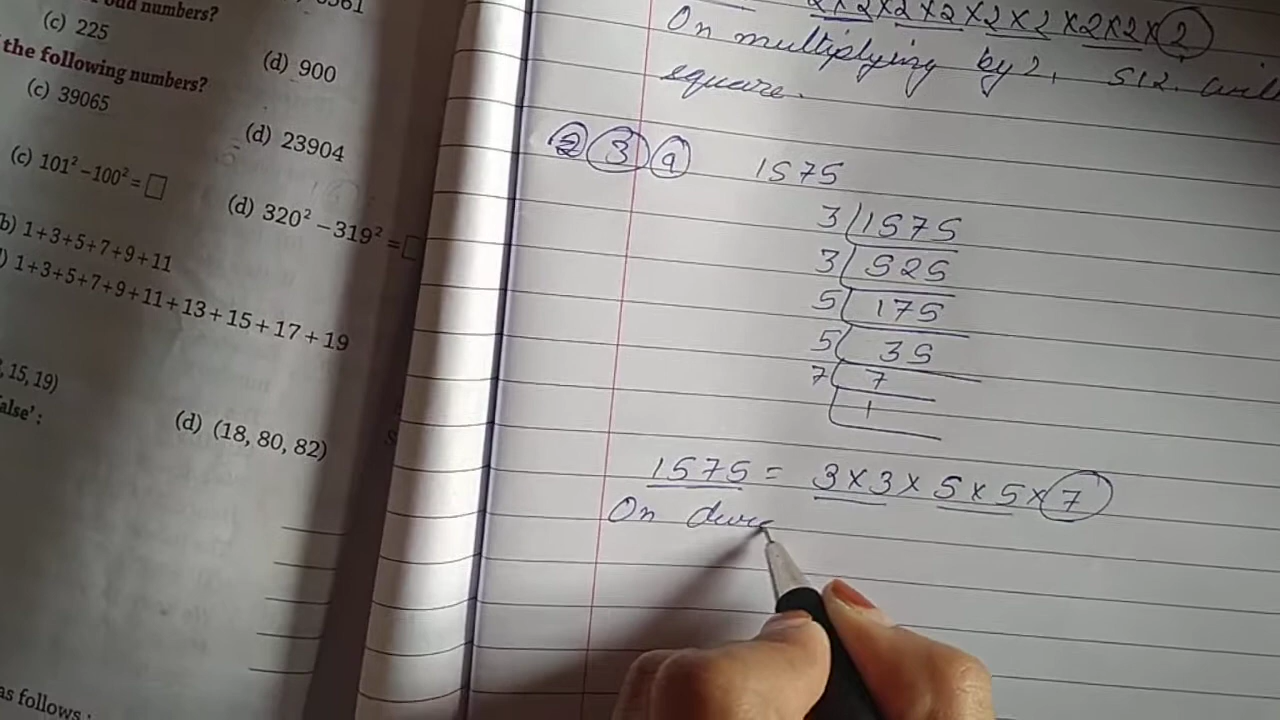 odd numbers?
(c) 225
(d) 900
the following numbers?
(c) 39065
(d) 23904
(c) 101² – 100² = □
(d) 320² – 319² = □
b) 1+3+5+7+9+11
) 1+3+5+7+9+11+13+15+17+19
, 15, 19)
alse' :
(d) (18, 80, 82)
as follows :
2×2×2×2×2×2×2×2×2
On multiplying by 2, 512 will
square.
2 3 a 1575
3 1575
3 525
5 175
5 35
7 7
1
1575 = 3×3×5×5×7
On